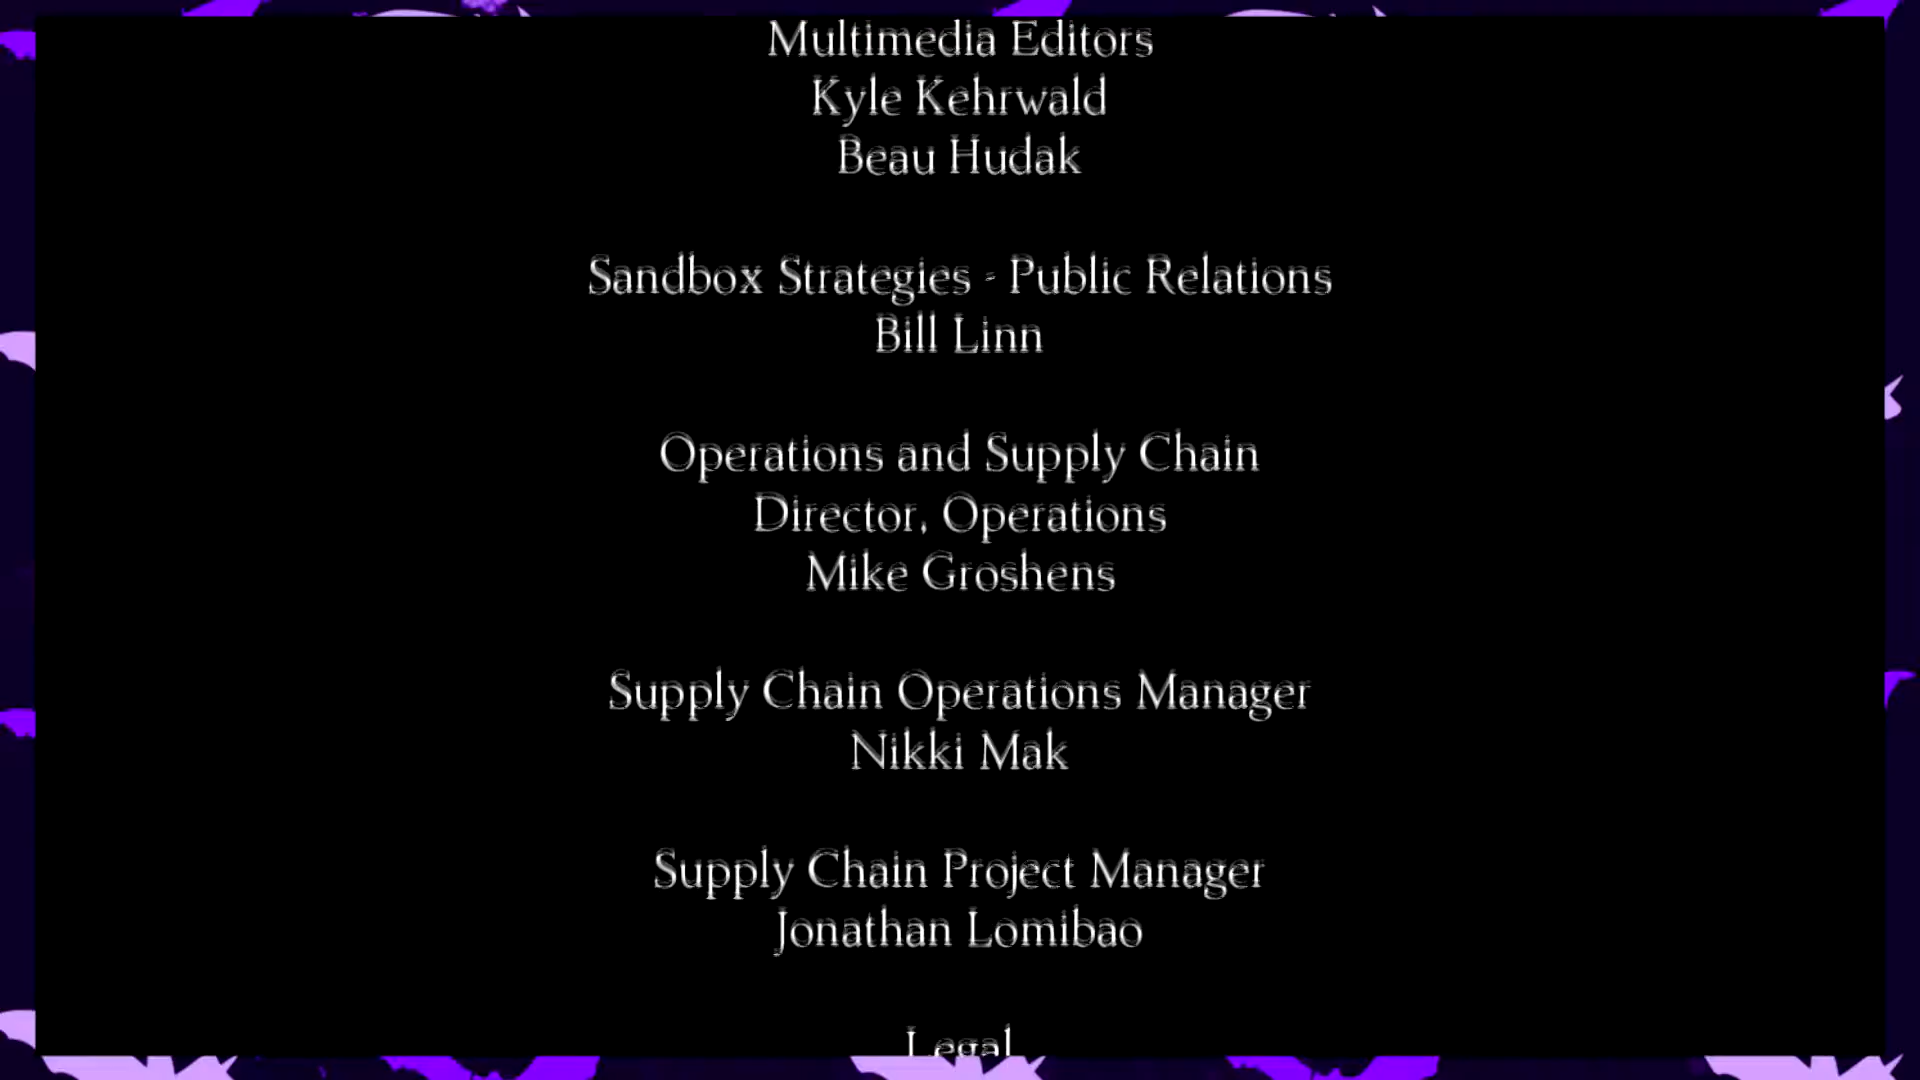 Multimedia Editors
Kyle Kehrwald
Beau Hudak
Sandbox Strategies - Public Relations
Bill Linn
Operations and Supply Chain
Director, Operations
Mike Groshens
Supply Chain Operations Manager
Nikki Mak
Supply Chain Project Manager
Jonathan Lomibao
Legal